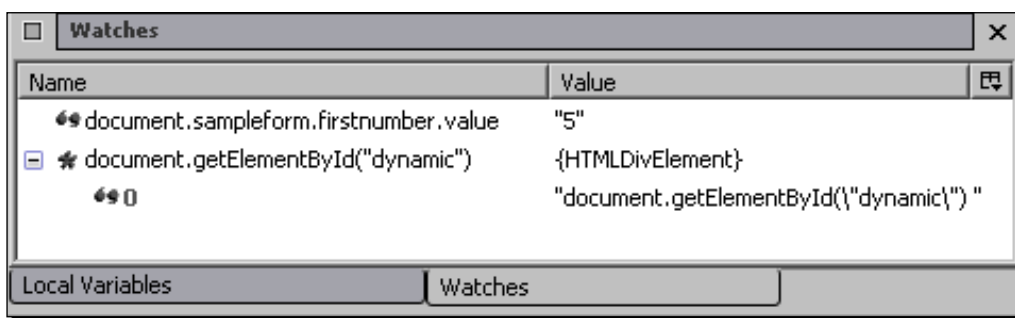 Watches
Name Value
document.sampleform.firstnumber.value "5"
document.getElementById("dynamic") {HTMLDivElement}
0 "document.getElementById(\"dynamic\") "
Local Variables Watches